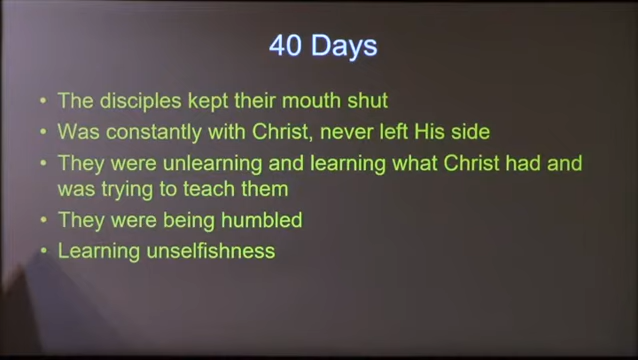 40 Days
• The disciples kept their mouth shut
• Was constantly with Christ, never left His side
• They were unlearning and learning what Christ had and
was trying to teach them
• They were being humbled
• Learning unselfishness